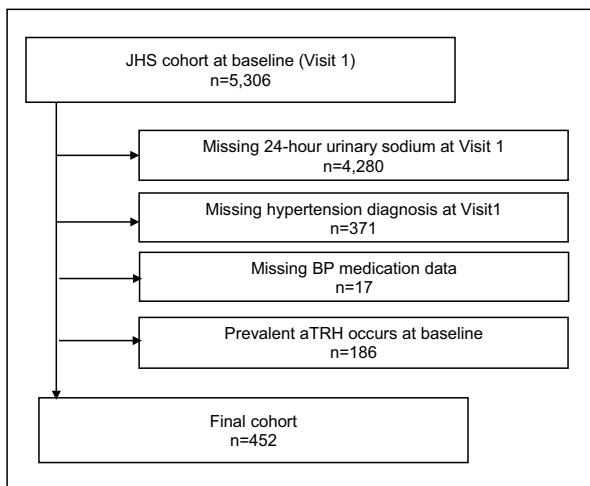 JHS cohort at baseline (Visit 1)
n=5,306
Missing 24-hour urinary sodium at Visit 1
n=4,280
Missing hypertension diagnosis at Visit1
n=371
Missing BP medication data
n=17
Prevalent aTRH occurs at baseline
n=186
Final cohort
n=452